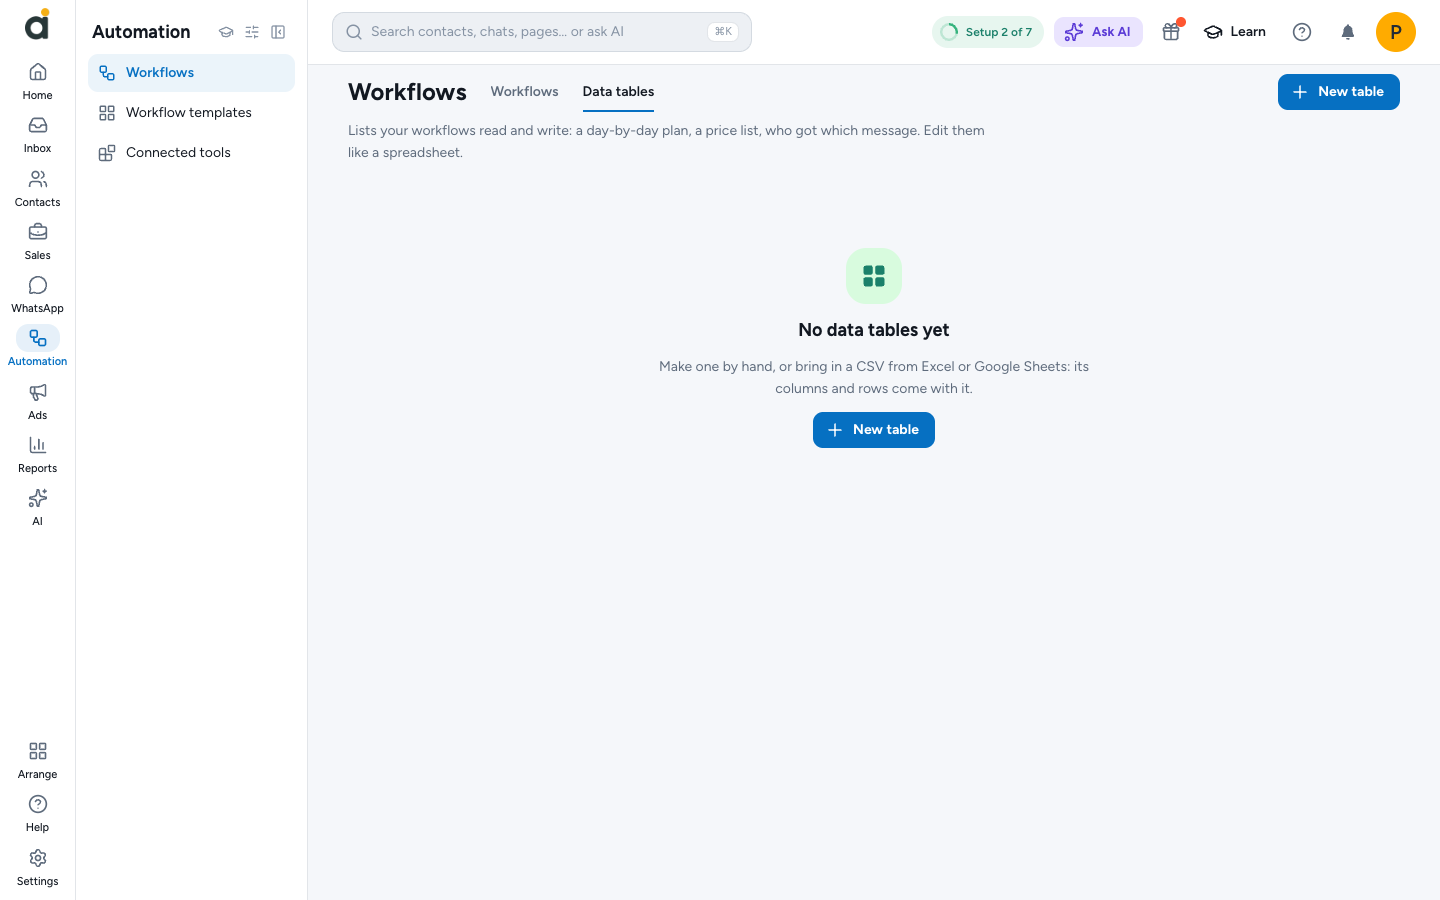 Automation
Search contacts, chats, pages... or ask AI
⌘K
Setup 2 of 7
Ask AI
Learn
P
Home
Inbox
Contacts
Sales
WhatsApp
Automation
Ads
Reports
AI
Arrange
Help
Settings
Workflows
Workflow templates
Connected tools
Workflows
Workflows
Data tables
New table
Lists your workflows read and write: a day-by-day plan, a price list, who got which message. Edit them
like a spreadsheet.
No data tables yet
Make one by hand, or bring in a CSV from Excel or Google Sheets: its
columns and rows come with it.
New table